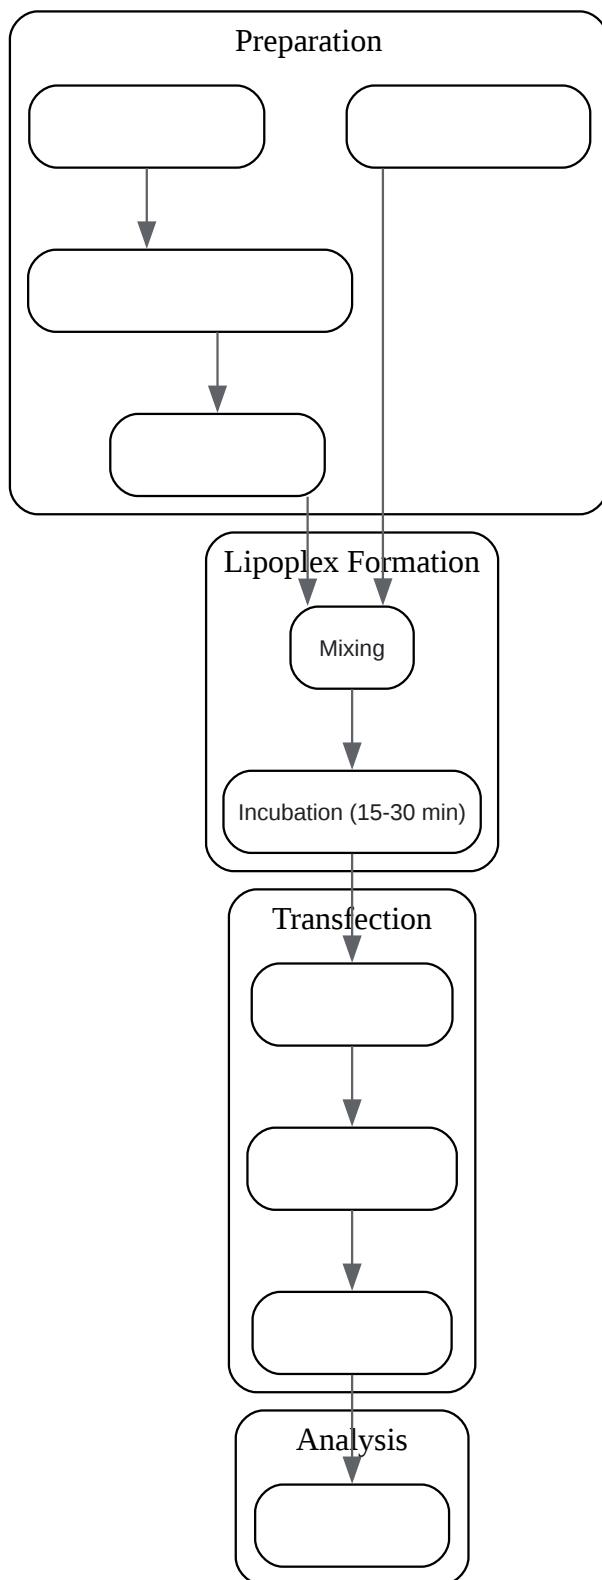 Preparation
Lipoplex Formation
Mixing
Incubation (15-30 min)
Transfection
Analysis